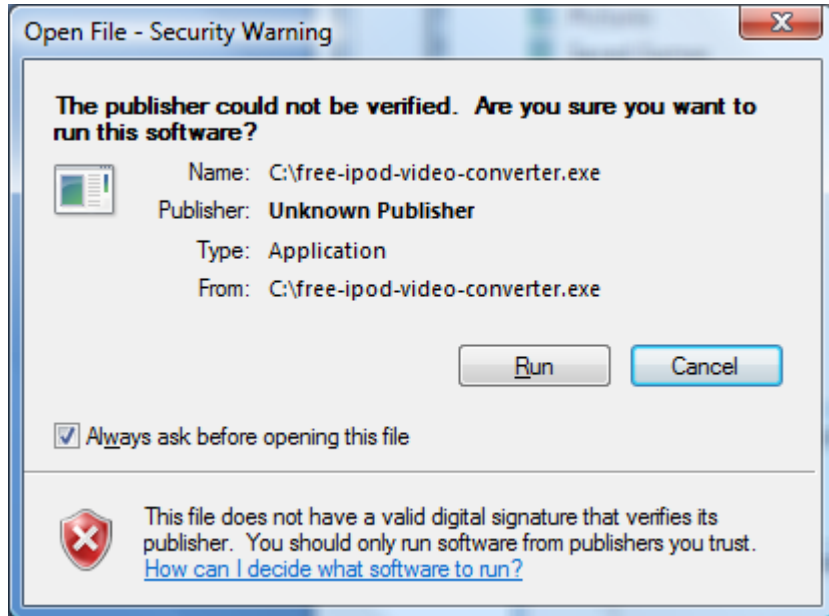 Open File - Security Warning
The publisher could not be verified.  Are you sure you want to
run this software?
Name: C:\free-ipod-video-converter.exe
Publisher: Unknown Publisher
Type: Application
From: C:\free-ipod-video-converter.exe
Run Cancel
Always ask before opening this file
This file does not have a valid digital signature that verifies its
publisher.  You should only run software from publishers you trust.
How can I decide what software to run?